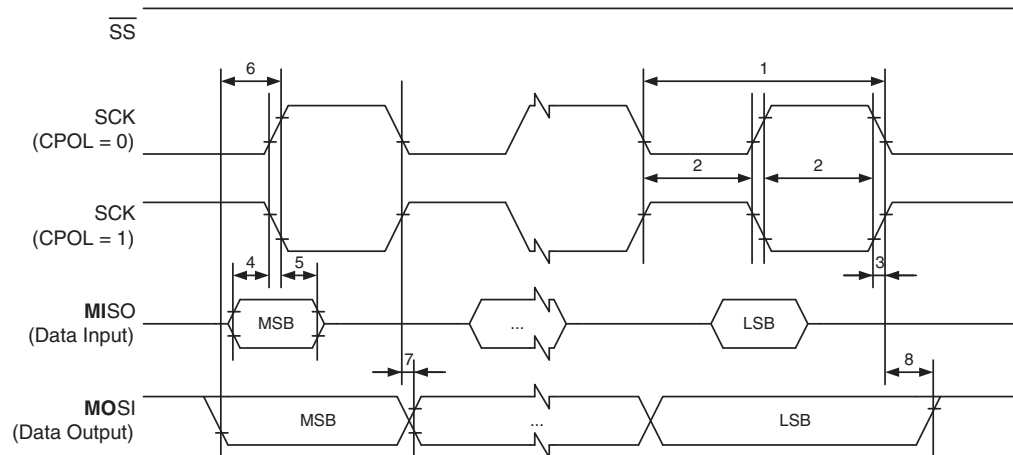 SS
6
1
SCK
(CPOL = 0)
2
2
SCK
(CPOL = 1)
4
5
3
MISO
(Data Input)
MSB
...
LSB
7
8
MOSI
(Data Output)
MSB
...
LSB